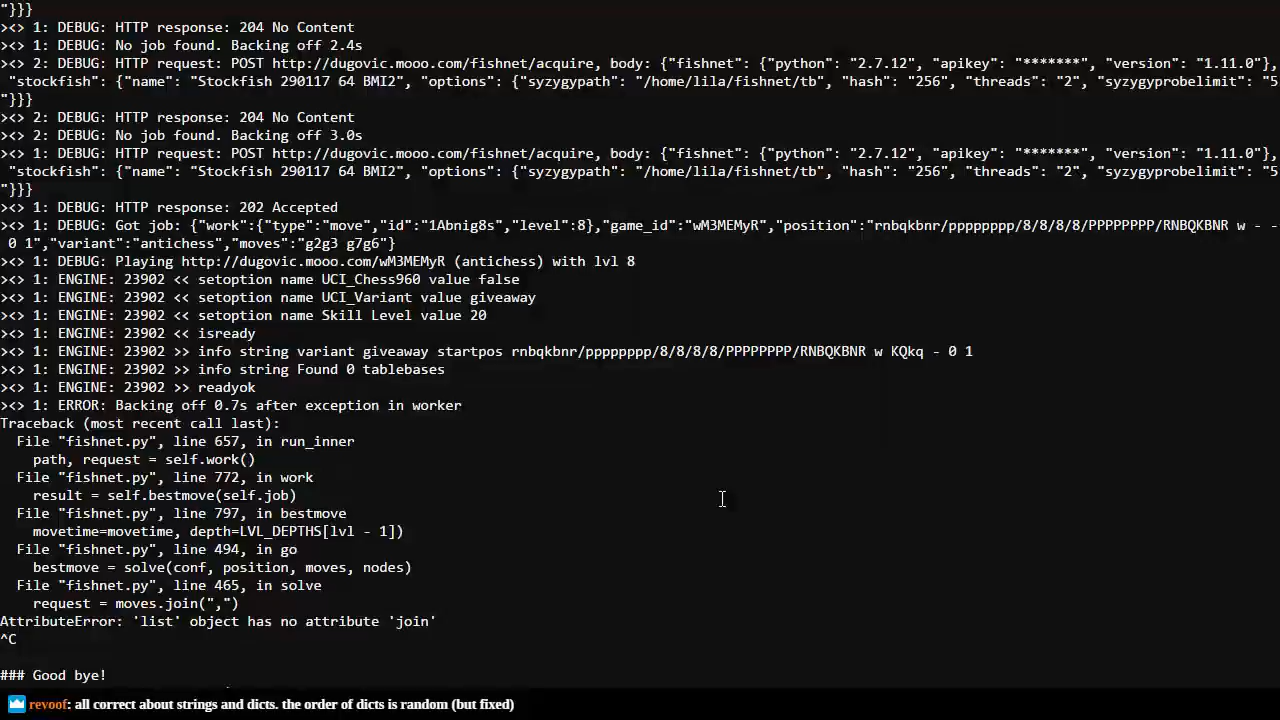 "}}}
><> 1: DEBUG: HTTP response: 204 No Content
><> 1: DEBUG: No job found. Backing off 2.4s
><> 2: DEBUG: HTTP request: POST http://dugovic.mooo.com/fishnet/acquire, body: {"fishnet": {"python": "2.7.12", "apikey": "*******", "version": "1.11.0"},
 "stockfish": {"name": "Stockfish 290117 64 BMI2", "options": {"syzygypath": "/home/lila/fishnet/tb", "hash": "256", "threads": "2", "syzygyprobelimit": "5
"}}}
><> 2: DEBUG: HTTP response: 204 No Content
><> 2: DEBUG: No job found. Backing off 3.0s
><> 1: DEBUG: HTTP request: POST http://dugovic.mooo.com/fishnet/acquire, body: {"fishnet": {"python": "2.7.12", "apikey": "*******", "version": "1.11.0"},
"stockfish": {"name": "Stockfish 290117 64 BMI2", "options": {"syzygypath": "/home/lila/fishnet/tb", "hash": "256", "threads": "2", "syzygyprobelimit": "5
"}}}
><> 1: DEBUG: HTTP response: 202 Accepted
><> 1: DEBUG: Got job: {"work":{"type":"move","id":"1Abnig8s","level":8},"game_id":"wM3MEMyR","position":"rnbqkbnr/pppppppp/8/8/8/8/PPPPPPPP/RNBQKBNR w - -
 0 1","variant":"antichess","moves":"g2g3 g7g6"}
><> 1: DEBUG: Playing http://dugovic.mooo.com/wM3MEMyR (antichess) with lvl 8
><> 1: ENGINE: 23902 << setoption name UCI_Chess960 value false
><> 1: ENGINE: 23902 << setoption name UCI_Variant value giveaway
><> 1: ENGINE: 23902 << setoption name Skill Level value 20
><> 1: ENGINE: 23902 << isready
><> 1: ENGINE: 23902 >> info string variant giveaway startpos rnbqkbnr/pppppppp/8/8/8/8/PPPPPPPP/RNBQKBNR w KQkq - 0 1
><> 1: ENGINE: 23902 >> info string Found 0 tablebases
><> 1: ENGINE: 23902 >> readyok
><> 1: ERROR: Backing off 0.7s after exception in worker
Traceback (most recent call last):
  File "fishnet.py", line 657, in run_inner
    path, request = self.work()
  File "fishnet.py", line 772, in work
    result = self.bestmove(self.job)
  File "fishnet.py", line 797, in bestmove
    movetime=movetime, depth=LVL_DEPTHS[lvl - 1])
  File "fishnet.py", line 494, in go
    bestmove = solve(conf, position, moves, nodes)
  File "fishnet.py", line 465, in solve
    request = moves.join(",")
AttributeError: 'list' object has no attribute 'join'
^C
### Good bye!
revoof: all correct about strings and dicts. the order of dicts is random (but fixed)